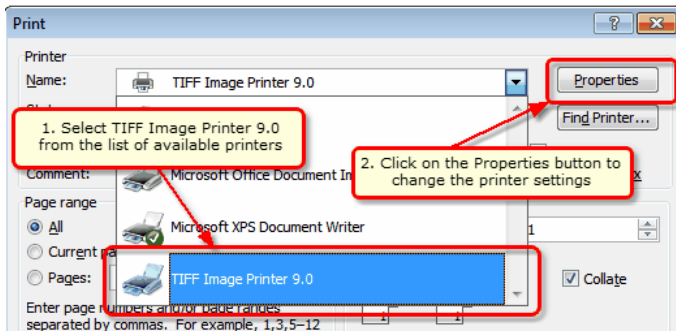 Print
Printer
Name: TIFF Image Printer 9.0
Properties
1. Select TIFF Image Printer 9.0
from the list of available printers
Find Printer...
Comment: Microsoft Office Document
2. Click on the Properties button to
change the printer settings
Page range
All
Microsoft XPS Document Writer
1
Current
Pages:
TIFF Image Printer 9.0
Collate
Enter page numbers and/or page ranges
separated by commas. For example, 1,3,5–12
1 1